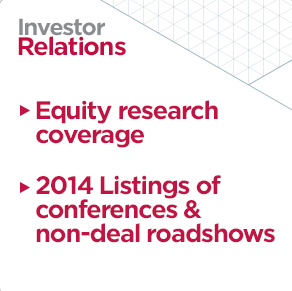 Investor
Relations
Equity research
coverage
2014 Listings of
conferences &
non-deal roadshows